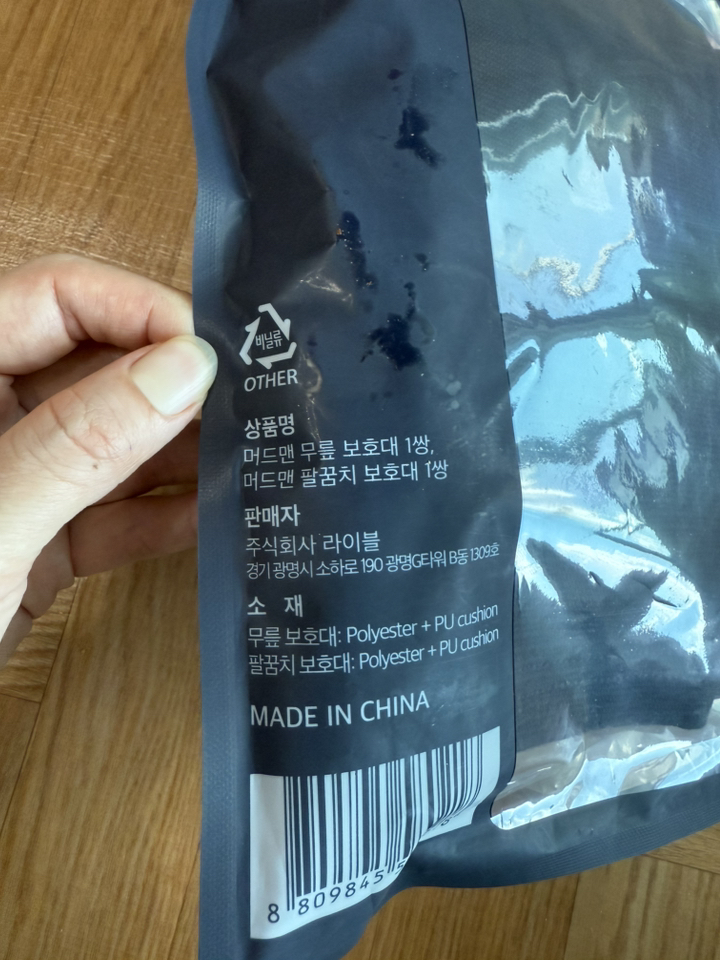 비닐류
OTHER
상품명
머드맨 무릎 보호대 1쌍,
머드맨 팔꿈치 보호대 1쌍
판매자
주식회사 라이블
경기 광명시 소하로 190 광명G타워 B동 1309호
소 재
무릎 보호대: Polyester + PU cushion
팔꿈치 보호대: Polyester + PU cushion
MADE IN CHINA